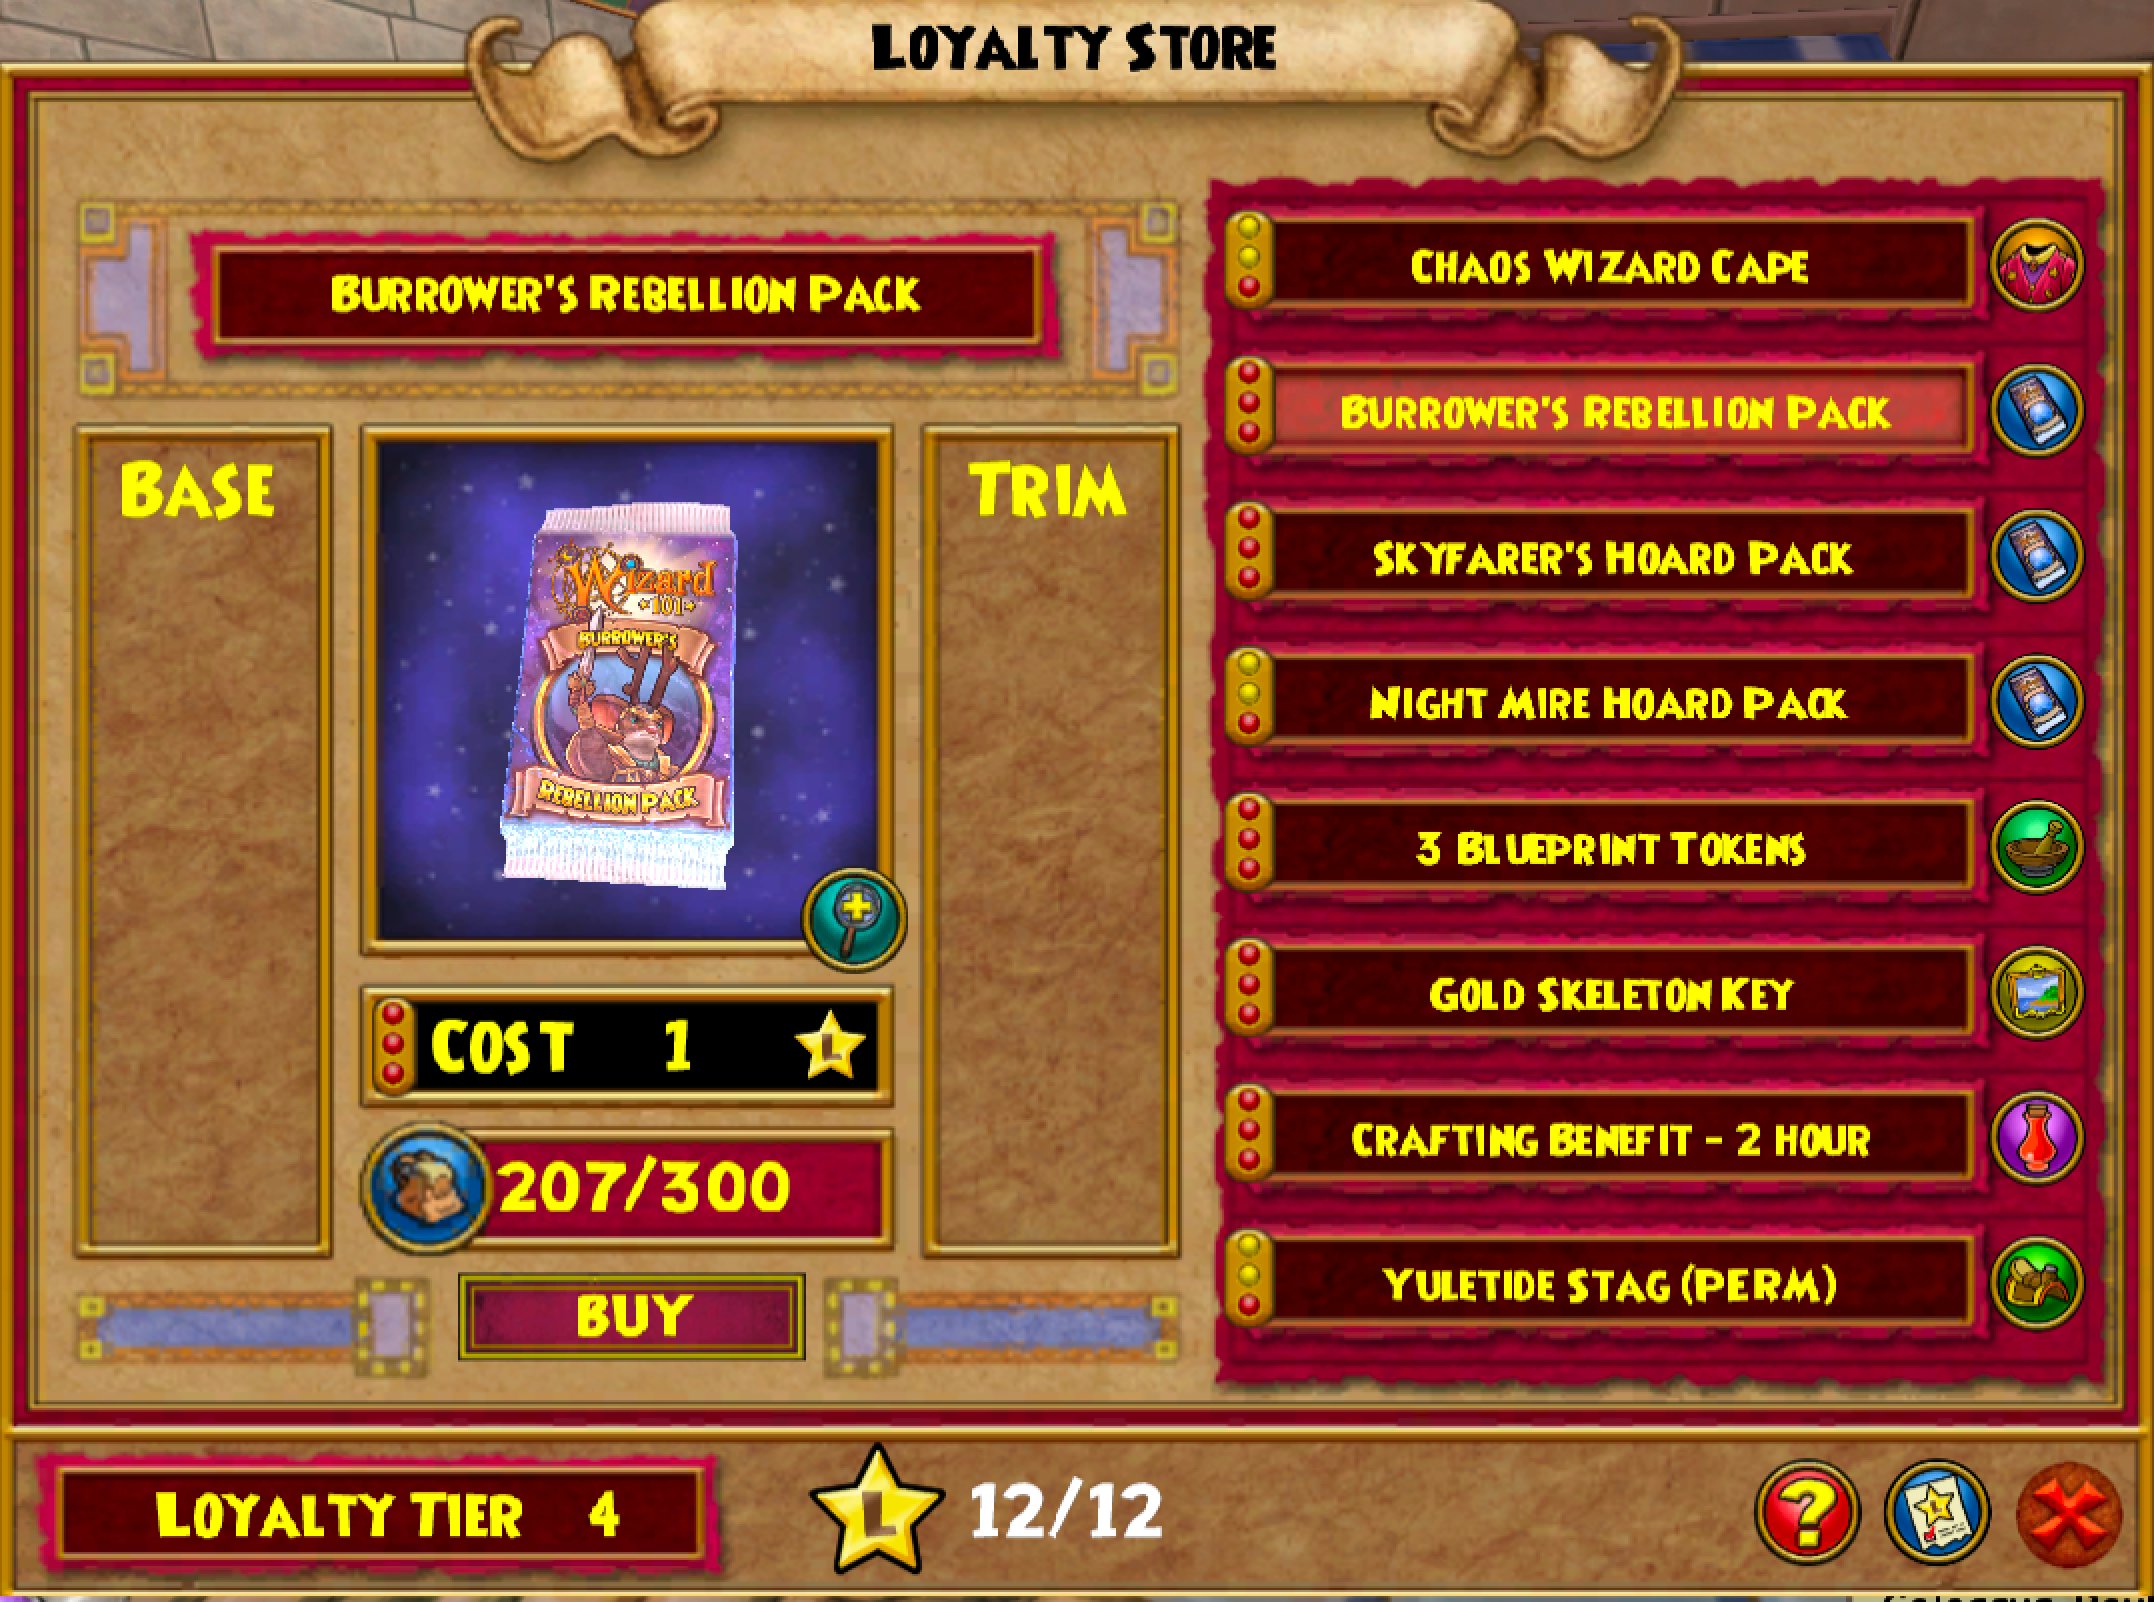 LOYALTY STORE
BURROWER'S REBELLION PACK
BASE
TRIM
Wizard
101
BURROWER'S
REBELLION PACK
COST 1
L
207/300
BUY
CHAOS WIZARD CAPE
BURROWER'S REBELLION PACK
SKYFARER'S HOARD PACK
NIGHT MIRE HOARD PACK
3 BLUEPRINT TOKENS
GOLD SKELETON KEY
CRAFTING BENEFIT - 2 HOUR
YULETIDE STAG (PERM)
LOYALTY TIER 4
L
12/12
?